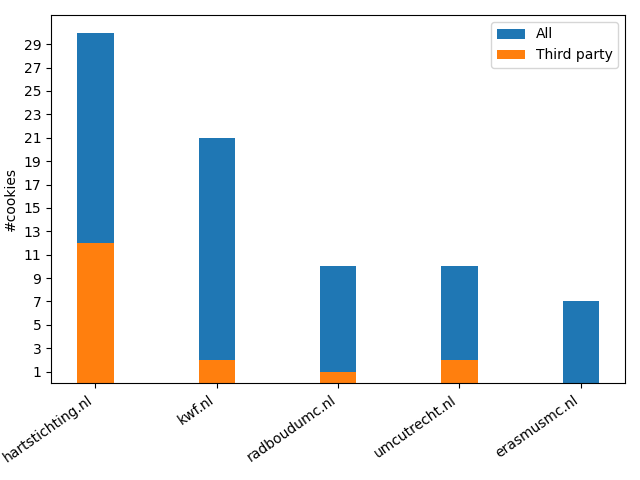 All
Third party
29
27
25
23
21
19
17
15
13
11
9
7
5
3
1
#cookies
hartstichting.nl
kwf.nl
radboudumc.nl
umcutrecht.nl
erasmusmc.nl